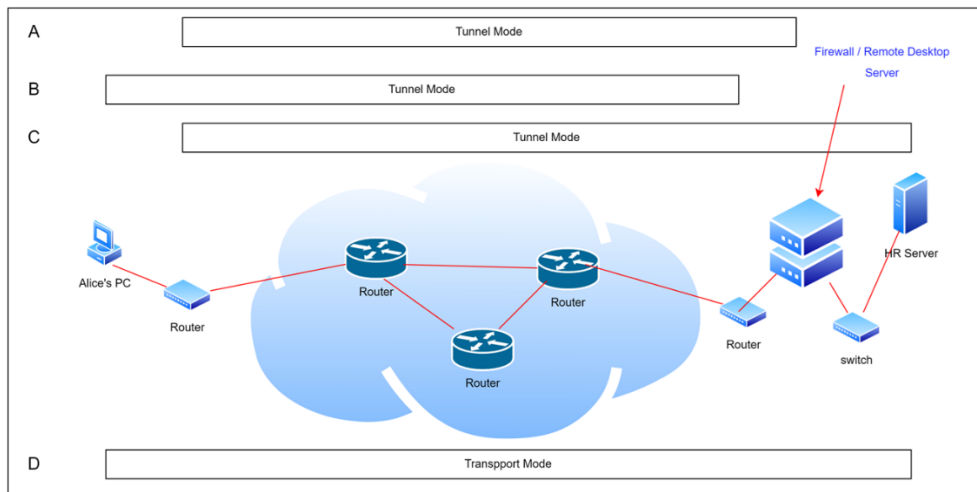 A
Tunnel Mode
Firewall / Remote Desktop
Server
B
Tunnel Mode
C
Tunnel Mode
Alice's PC
Router
Router
Router
Router
Router
HR Server
switch
D
Transpport Mode